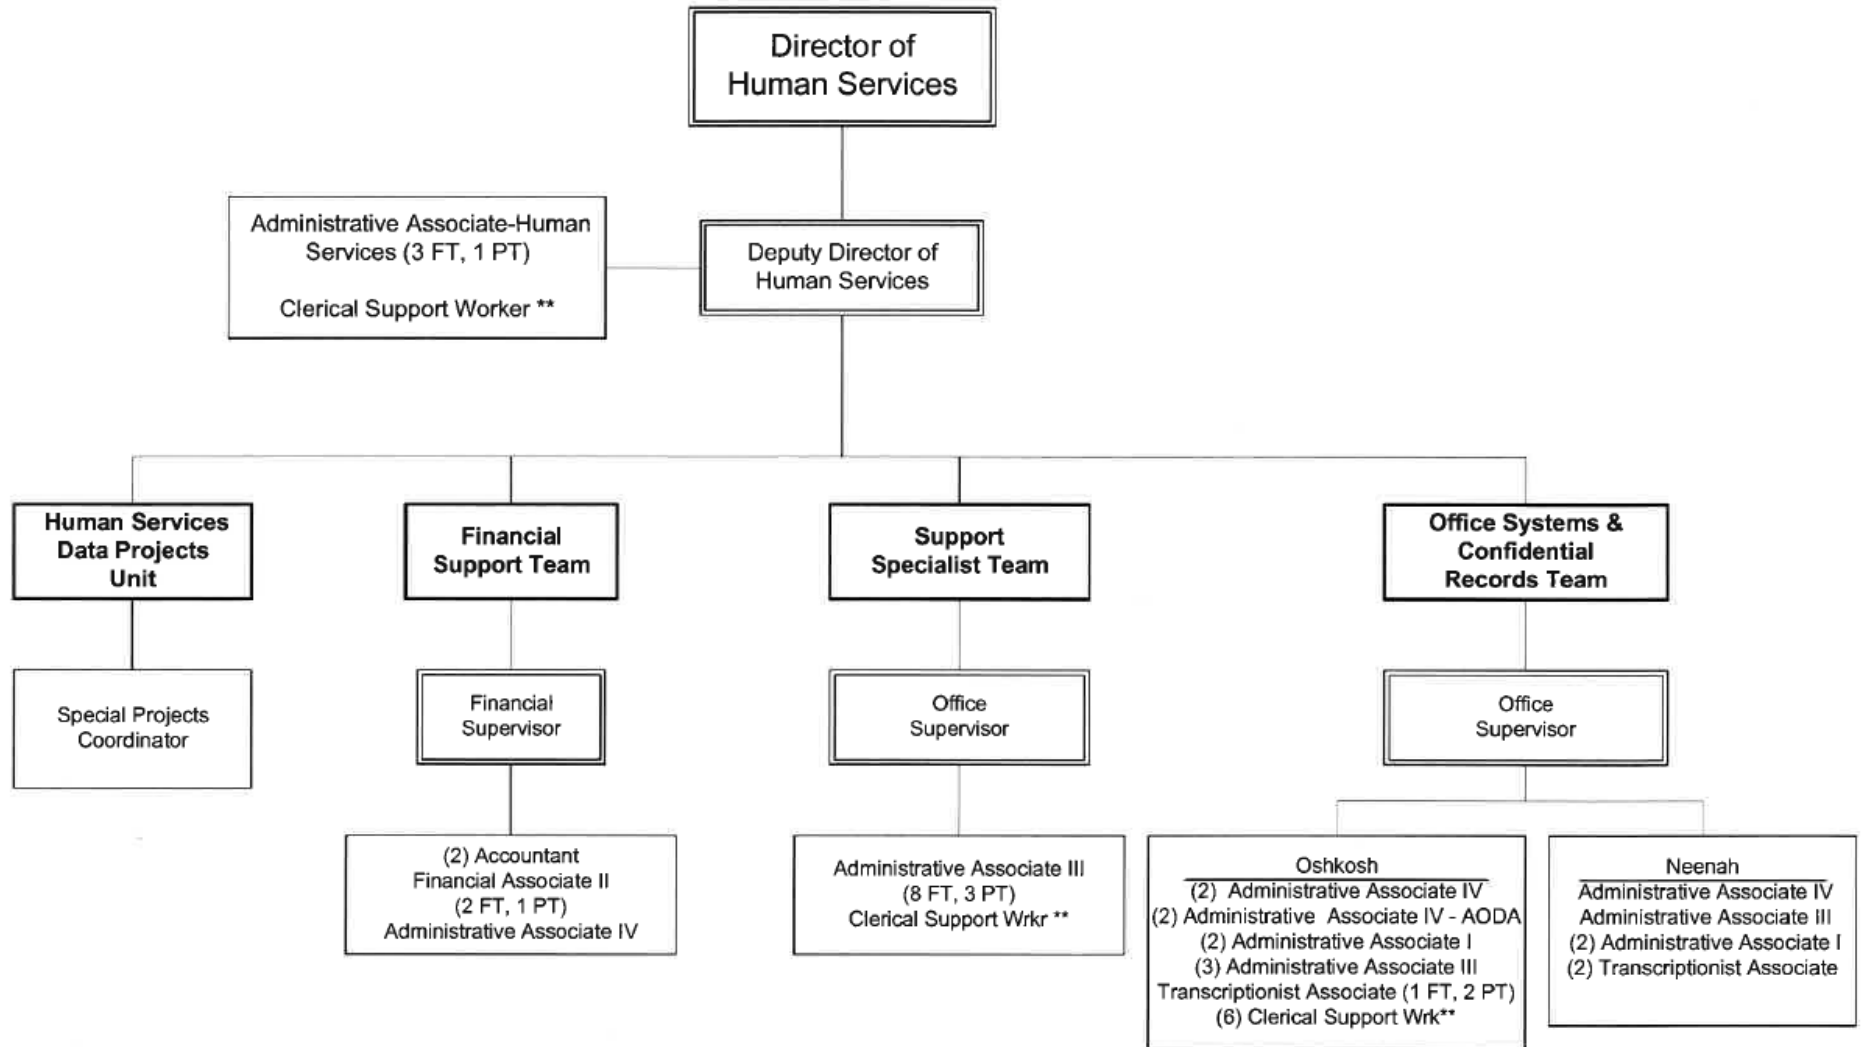 Director of
Human Services
Administrative Associate-Human
Services (3 FT, 1 PT)
Clerical Support Worker **
Deputy Director of
Human Services
Human Services
Data Projects
Unit
Financial
Support Team
Support
Specialist Team
Office Systems &
Confidential
Records Team
Special Projects
Coordinator
Financial
Supervisor
Office
Supervisor
Office
Supervisor
(2) Accountant
Financial Associate II
(2 FT, 1 PT)
Administrative Associate IV
Administrative Associate III
(8 FT, 3 PT)
Clerical Support Wrkr **
Oshkosh
(2) Administrative Associate IV
(2) Administrative Associate IV - AODA
(2) Administrative Associate I
(3) Administrative Associate III
Transcriptionist Associate (1 FT, 2 PT)
(6) Clerical Support Wrk**
Neenah
Administrative Associate IV
Administrative Associate III
(2) Administrative Associate I
(2) Transcriptionist Associate